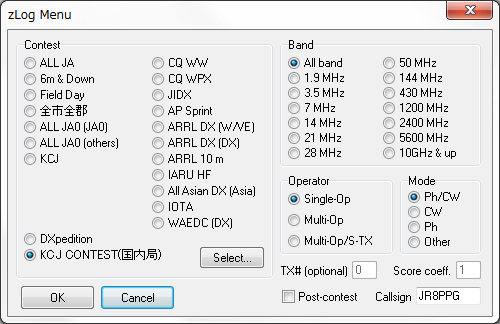 zLog Menu
Contest
ALL JA
6m & Down
Field Day
全市全郡
ALL JA0 (JA0)
ALL JA0 (others)
KCJ
CQ WW
CQ WPX
JIDX
AP Sprint
ARRL DX (W/VE)
ARRL DX (DX)
ARRL 10 m
IARU HF
All Asian DX (Asia)
IOTA
WAEDC (DX)
DXpedition
KCJ CONTEST(国内局)
Select...
Band
All band
1.9 MHz
3.5 MHz
7 MHz
14 MHz
21 MHz
28 MHz
50 MHz
144 MHz
430 MHz
1200 MHz
2400 MHz
5600 MHz
10GHz & up
Operator
Single-Op
Multi-Op
Multi-Op/S-TX
Mode
Ph/CW
CW
Ph
Other
TX# (optional) 0 Score coeff. 1
OK Cancel Post-contest Callsign JR8PPG